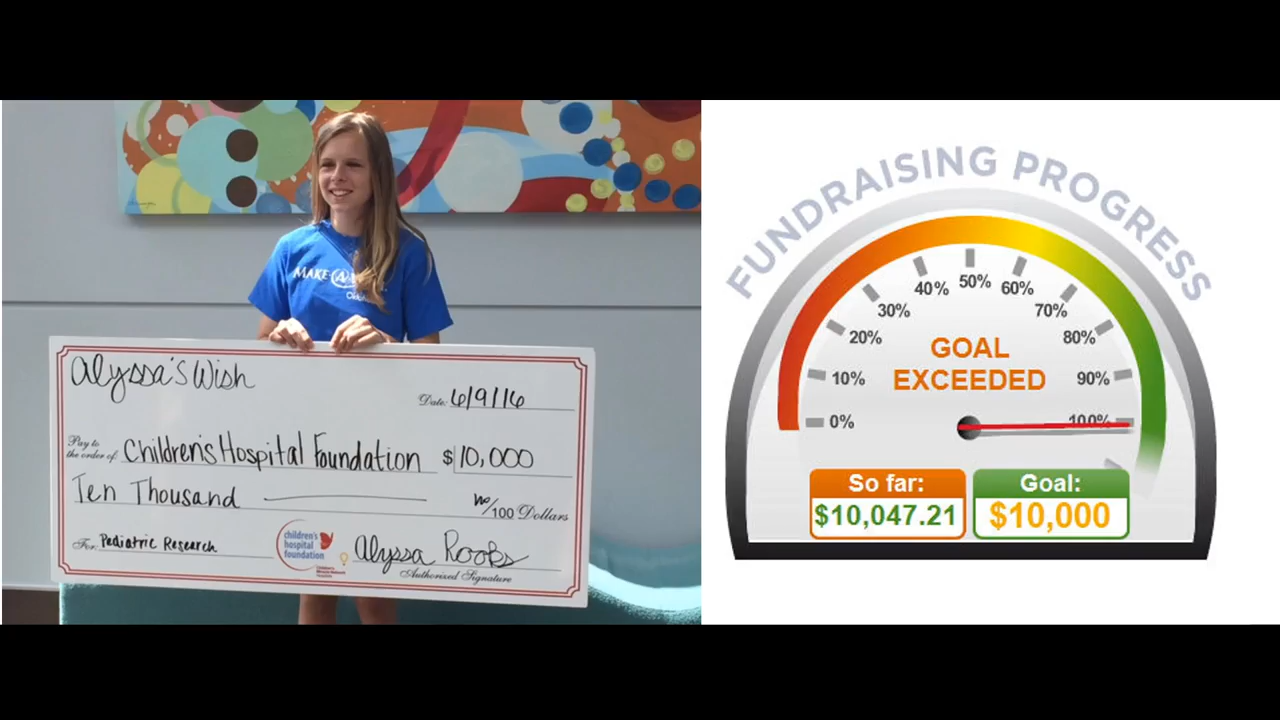 MAKE A
Alyssa's Wish
Date: 6/9/16
Pay to
the order of: Children's Hospital Foundation $ 10,000
Ten Thousand no/100 Dollars
For: Pediatric Research
children's
hospital
foundation
Alyssa
Authorized Signature
FUNDRAISING PROGRESS
0%
10%
20%
30%
40%
50%
60%
70%
80%
90%
100%
GOAL
EXCEEDED
So far:
$10,047.21
Goal:
$10,000